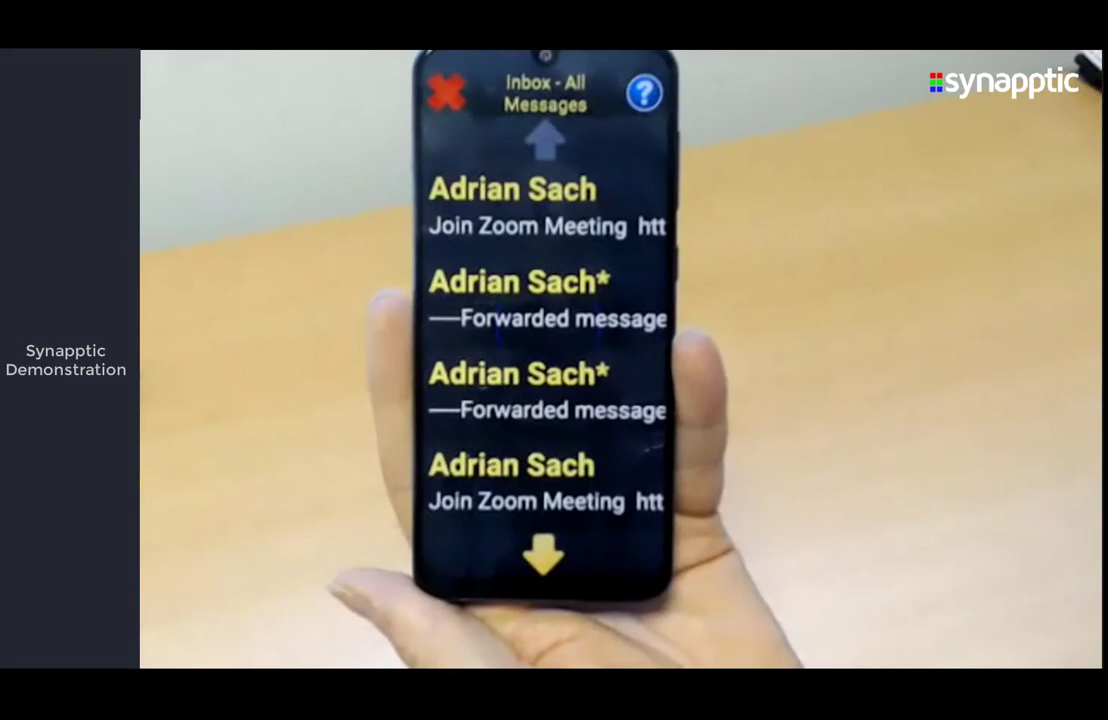 synapptic
Synapptic
Demonstration
Inbox - All
Messages
?
Adrian Sach
Join Zoom Meeting htt
Adrian Sach*
----Forwarded message
Adrian Sach*
----Forwarded message
Adrian Sach
Join Zoom Meeting htt